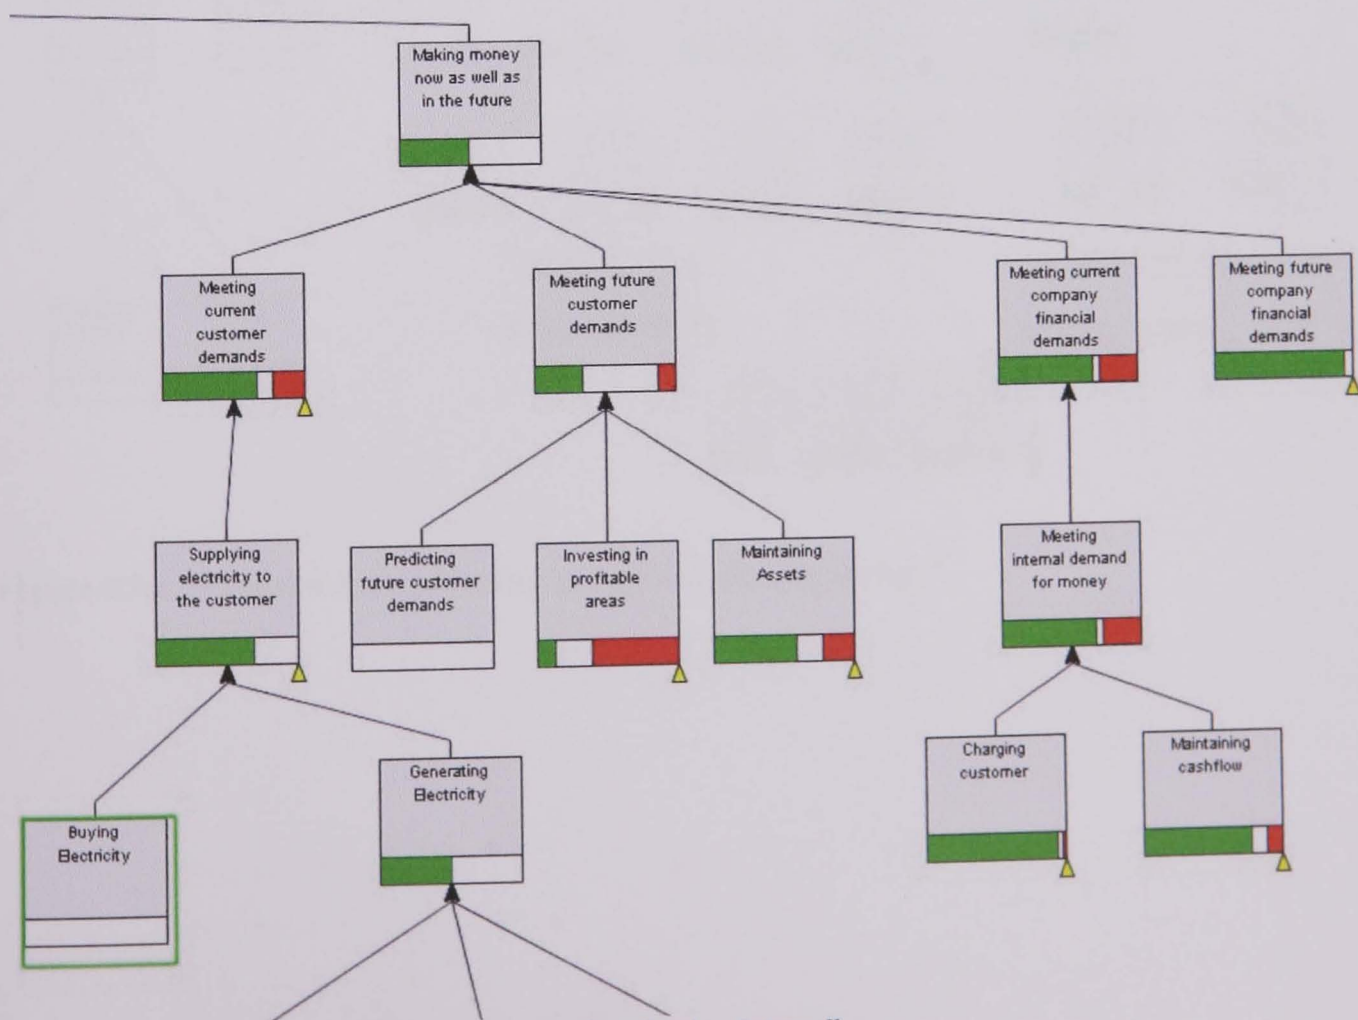 Making money
now as well as
in the future
Meeting
current
customer
demands
Meeting future
customer
demands
Meeting current
company
financial
demands
Meeting future
company
financial
demands
Supplying
electricity to
the customer
Predicting
future customer
demands
Investing in
profitable
areas
Maintaining
Assets
Meeting
internal demand
for money
Buying
Electricity
Generating
Electricity
Charging
customer
Maintaining
cashflow